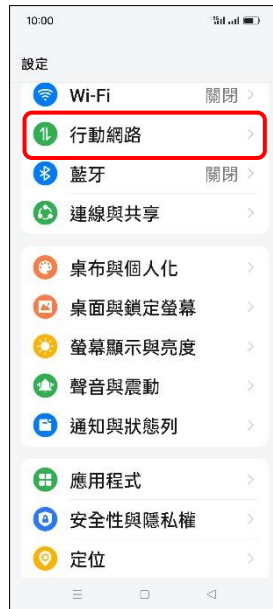 10:00
設定
Wi-Fi 關閉
行動網路
藍牙 關閉
連線與共享
桌布與個人化
桌面與鎖定螢幕
螢幕顯示與亮度
聲音與震動
通知與狀態列
應用程式
安全性與隱私權
定位